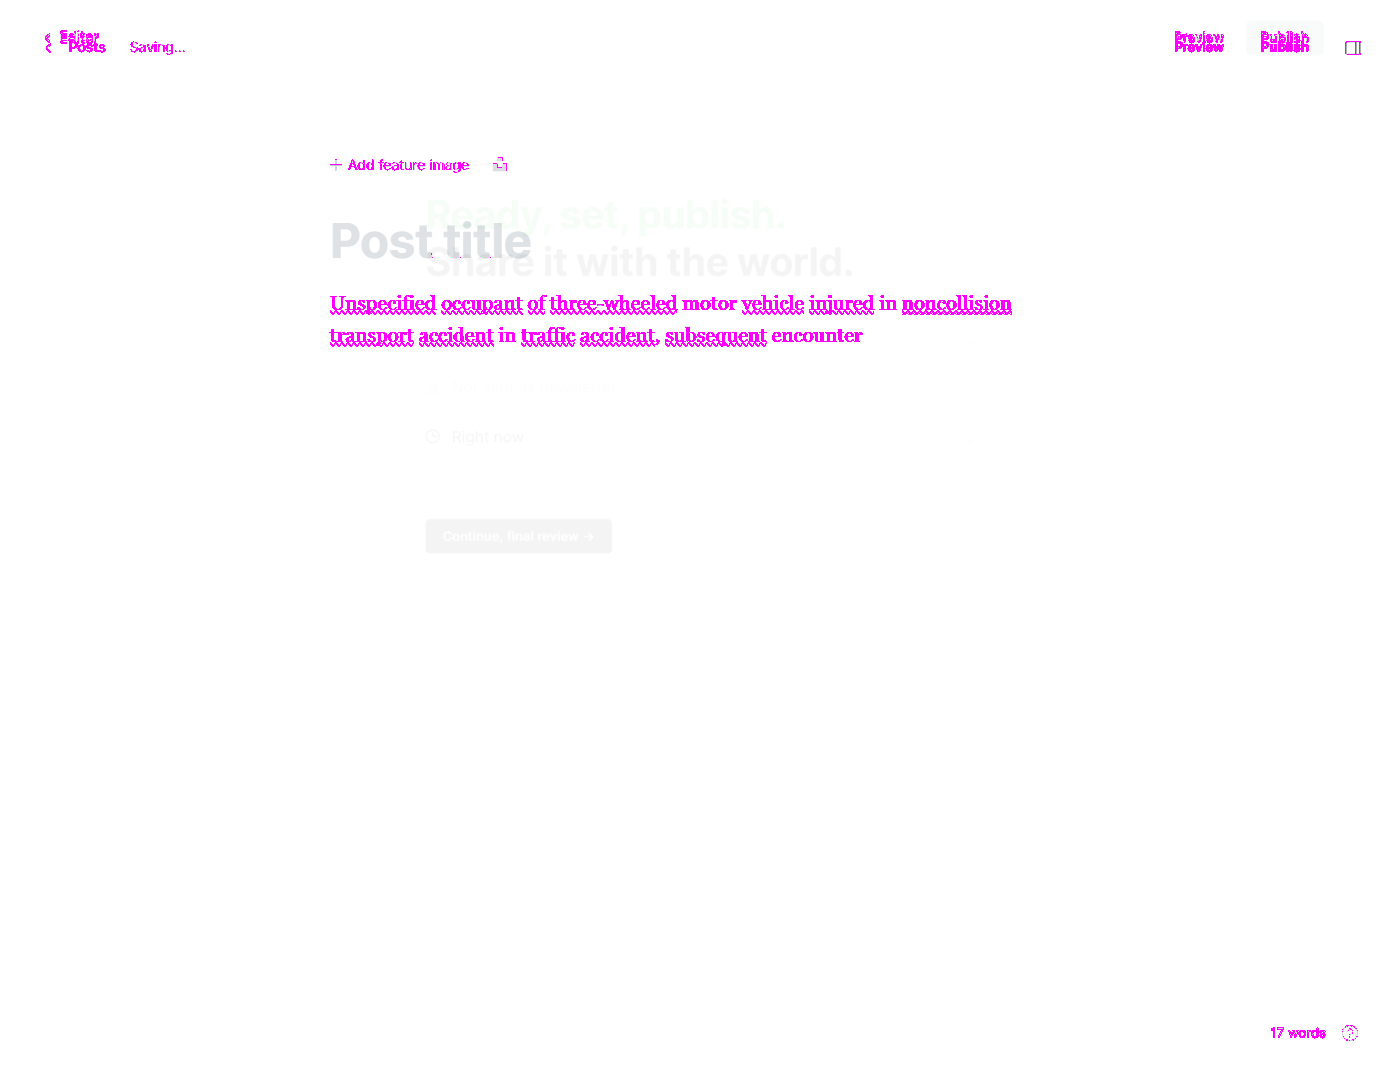 Editor
Posts
Saving...
Preview
Preview
Publish
Publish
Add feature image
Ready, set, publish.
Post title
Share it with the world.
Unspecified occupant of three-wheeled motor vehicle injured in noncollision
transport accident in traffic accident, subsequent encounter
Right now
Continue, final review →
17 words